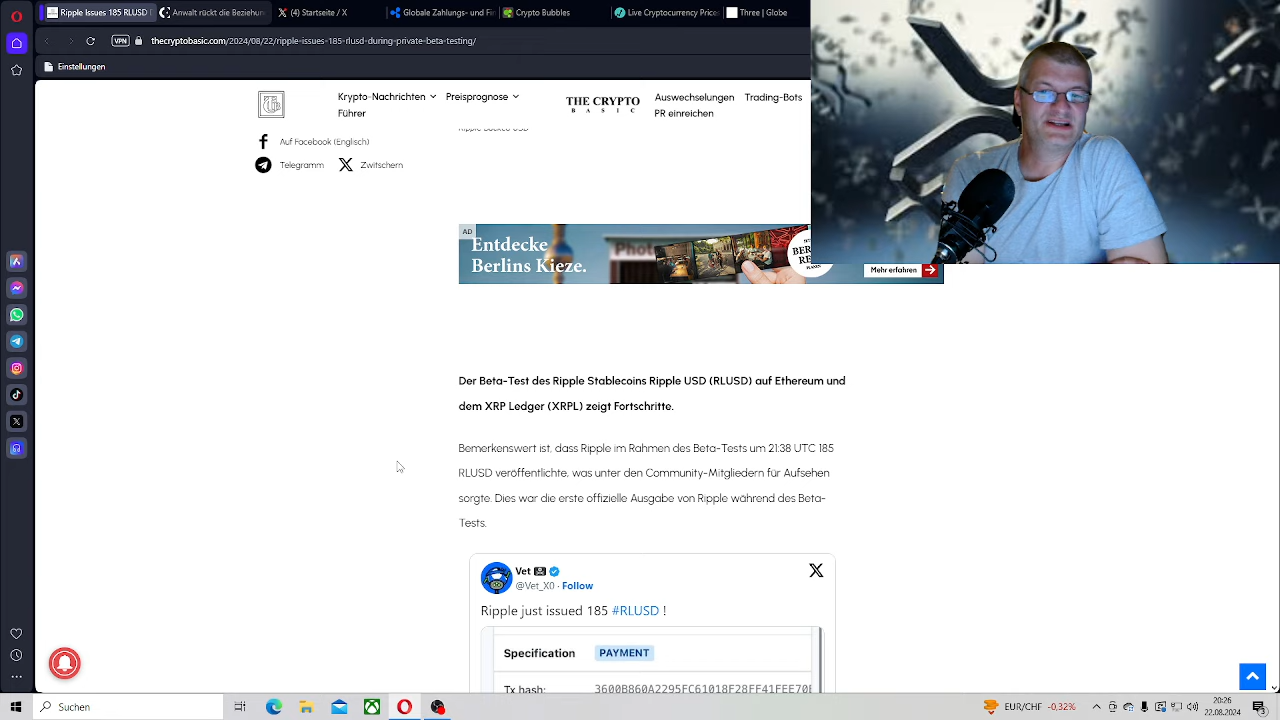 Ripple Issues 185 RLUSD
Anwalt rückt die Beziehun
(4) Startseite / X
Globale Zahlungs- und Fi
Crypto Bubbles
Live Cryptocurrency Price
Three | Globe
VPN
thecryptobasic.com/2024/08/22/ripple-issues-185-rlusd-during-private-beta-testing/
Einstellungen
Krypto-Nachrichten
Preisprognose
Führer
THE CRYPTO
BASIC
Auswechselungen
Trading-Bots
PR einreichen
Auf Facebook (Englisch)
Telegramm
Zwitschern
Ripple Backed USD
AD
Entdecke
Berlins Kieze.
Mehr erfahren
Der Beta-Test des Ripple Stablecoins Ripple USD (RLUSD) auf Ethereum und
dem XRP Ledger (XRPL) zeigt Fortschritte.
Bemerkenswert ist, dass Ripple im Rahmen des Beta-Tests um 21:38 UTC 185
RLUSD veröffentlichte, was unter den Community-Mitgliedern für Aufsehen
sorgte. Dies war die erste offizielle Ausgabe von Ripple während des Beta-
Tests.
Vet
@Vet_X0 · Follow
Ripple just issued 185 #RLUSD !
Specification
PAYMENT
Tx hash:
Suchen
EUR/CHF
-0,32%
20:26
22.08.2024